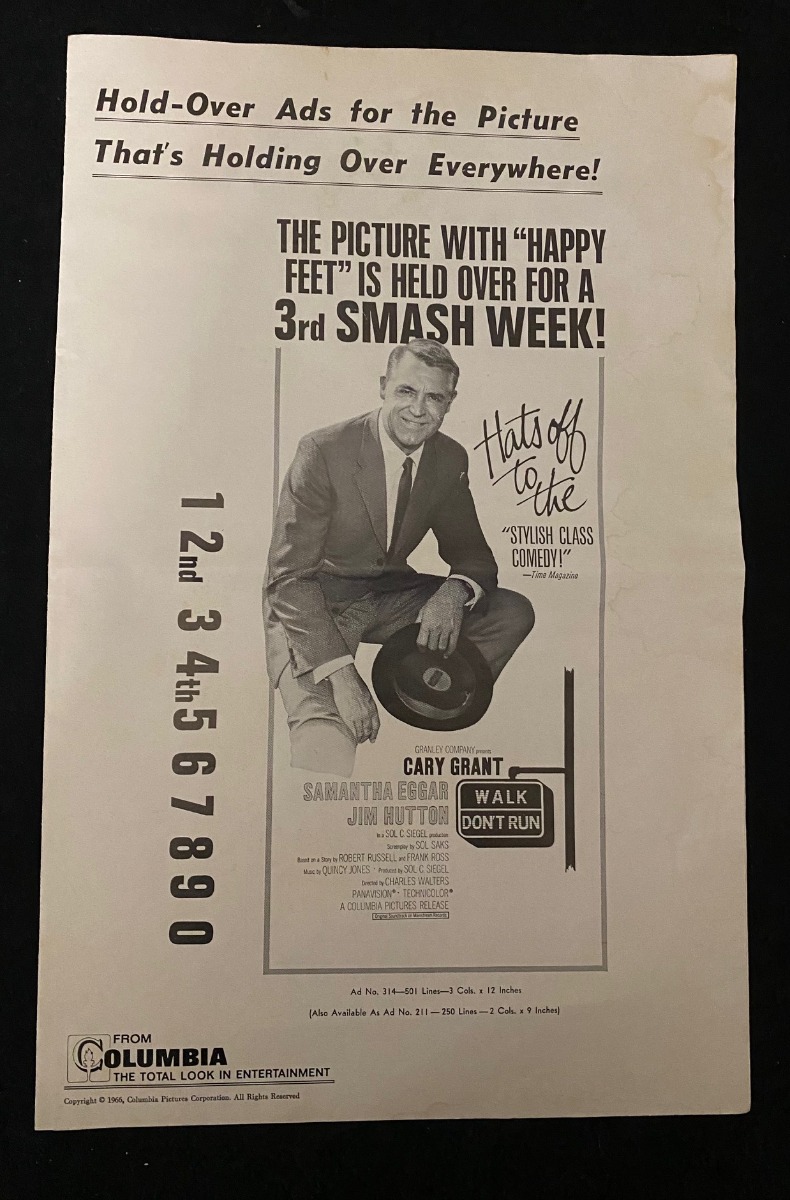 Hold-Over Ads for the Picture
That's Holding Over Everywhere!
THE PICTURE WITH "HAPPY
FEET" IS HELD OVER FOR A
3rd SMASH WEEK!
Hats off
to
the
"STYLISH CLASS
COMEDY!"
—Time Magazine
1 2nd 3 4th 5 6 7 8 9 0
GRANLEY COMPANY presents
CARY GRANT
SAMANTHA EGGAR
JIM HUTTON
WALK
DON'T RUN
In a SOL C. SIEGEL production
Screenplay by SOL SAKS
Based on a Story by ROBERT RUSSELL and FRANK ROSS
Music by QUINCY JONES · Produced by SOL C. SIEGEL
Directed by CHARLES WALTERS
PANAVISION® · TECHNICOLOR®
A COLUMBIA PICTURES RELEASE
Original Soundtrack on Mainstream Records
Ad No. 314—501 Lines—3 Cols. x 12 Inches
(Also Available As Ad No. 211—250 Lines—2 Cols. x 9 Inches)
FROM
COLUMBIA
THE TOTAL LOOK IN ENTERTAINMENT
Copyright © 1966, Columbia Pictures Corporation. All Rights Reserved